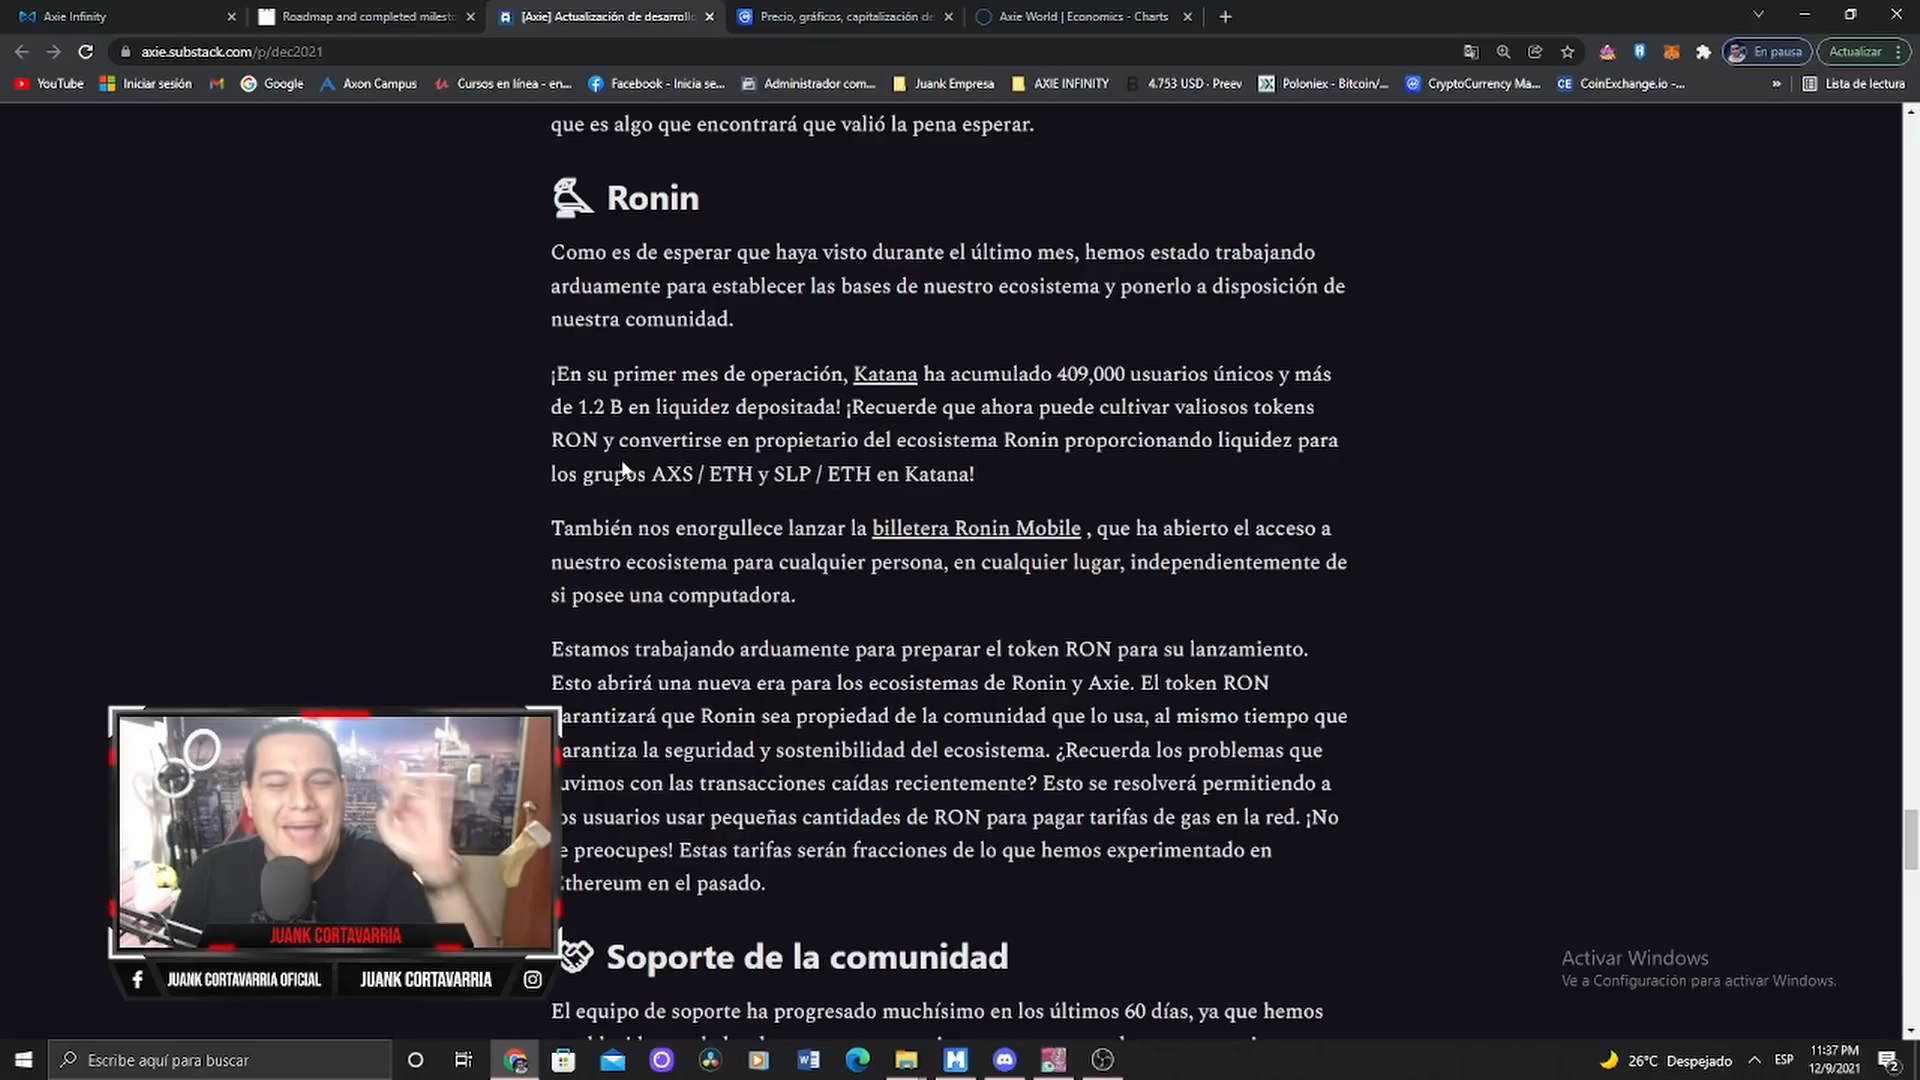 Axie Infinity
Roadmap and completed milest
[Axie] Actualización de desarroll
Precio, gráficos, capitalización de
Axie World | Economics - Charts
axie.substack.com/p/dec2021
En pausa
Actualizar
YouTube
Iniciar sesión
Google
Axon Campus
Cursos en línea - en...
Facebook - Inicia se...
Administrador com...
Juank Empresa
AXIE INFINITY
4.753 USD · Preev
Poloniex - Bitcoin/...
CryptoCurrency Ma...
CoinExchange.io -...
»
Lista de lectura
que es algo que encontrará que valió la pena esperar.
Ronin
Como es de esperar que haya visto durante el último mes, hemos estado trabajando
arduamente para establecer las bases de nuestro ecosistema y ponerlo a disposición de
nuestra comunidad.
¡En su primer mes de operación, Katana ha acumulado 409,000 usuarios únicos y más
de 1.2 B en liquidez depositada! ¡Recuerde que ahora puede cultivar valiosos tokens
RON y convertirse en propietario del ecosistema Ronin proporcionando liquidez para
los grupos AXS / ETH y SLP / ETH en Katana!
También nos enorgullece lanzar la billetera Ronin Mobile , que ha abierto el acceso a
nuestro ecosistema para cualquier persona, en cualquier lugar, independientemente de
si posee una computadora.
Estamos trabajando arduamente para preparar el token RON para su lanzamiento.
Esto abrirá una nueva era para los ecosistemas de Ronin y Axie. El token RON
arantizará que Ronin sea propiedad de la comunidad que lo usa, al mismo tiempo que
arantiza la seguridad y sostenibilidad del ecosistema. ¿Recuerda los problemas que
uvimos con las transacciones caídas recientemente? Esto se resolverá permitiendo a
os usuarios usar pequeñas cantidades de RON para pagar tarifas de gas en la red. ¡No
e preocupes! Estas tarifas serán fracciones de lo que hemos experimentado en
thereum en el pasado.
Soporte de la comunidad
El equipo de soporte ha progresado muchísimo en los últimos 60 días, ya que hemos
JUANK CORTAVARRIA
JUANK CORTAVARRIA OFICIAL
JUANK CORTAVARRIA
Activar Windows
Ve a Configuración para activar Windows.
Escribe aquí para buscar
26°C Despejado
ESP
11:37 PM
12/9/2021
2